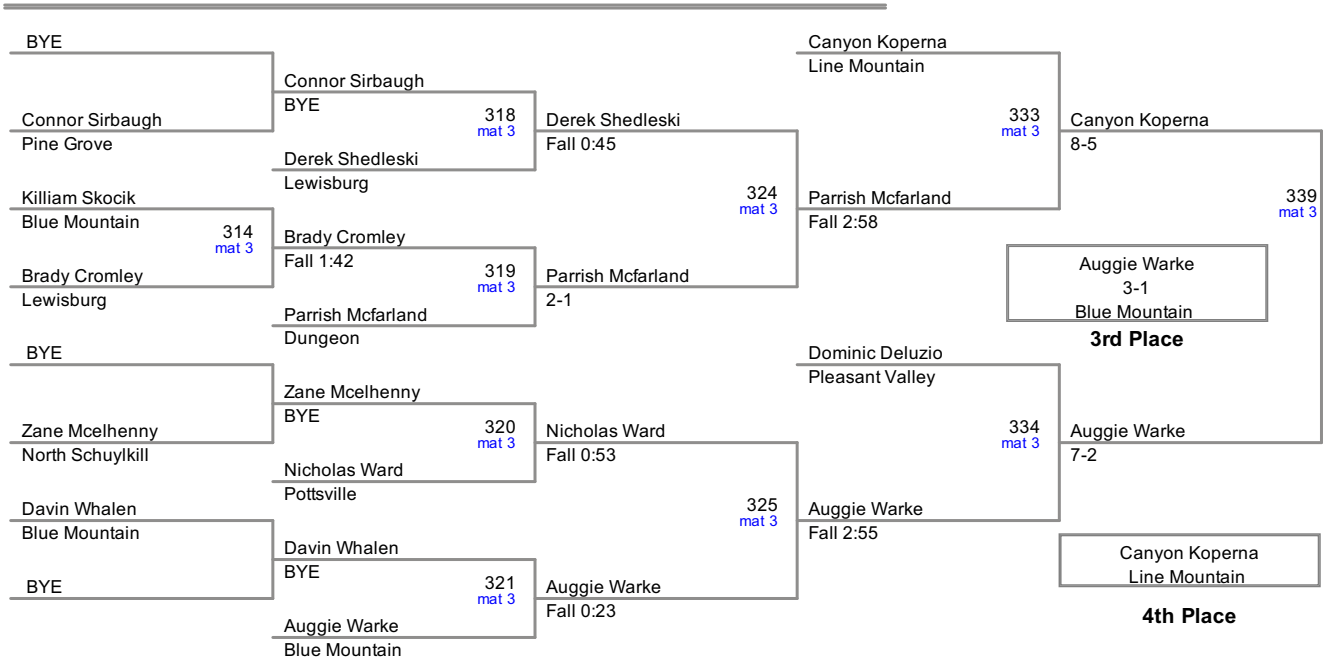 BYE
Connor Sirbaugh
Pine Grove
Killiam Skocik
Blue Mountain
314
mat 3
Brady Cromley
Lewisburg
BYE
Zane Mcelhenny
North Schuylkill
Davin Whalen
Blue Mountain
BYE
Connor Sirbaugh
BYE
318
mat 3
Derek Shedleski
Lewisburg
Brady Cromley
Fall 1:42
319
mat 3
Parrish Mcfarland
Dungeon
Zane Mcelhenny
BYE
320
mat 3
Nicholas Ward
Pottsville
Davin Whalen
BYE
321
mat 3
Auggie Warke
Blue Mountain
Derek Shedleski
Fall 0:45
324
mat 3
Parrish Mcfarland
2-1
Nicholas Ward
Fall 0:53
325
mat 3
Auggie Warke
Fall 0:23
Canyon Koperna
Line Mountain
333
mat 3
Parrish Mcfarland
Fall 2:58
Dominic Deluzio
Pleasant Valley
334
mat 3
Auggie Warke
Fall 2:55
Canyon Koperna
8-5
339
mat 3
Auggie Warke
7-2
Auggie Warke
3-1
Blue Mountain
3rd Place
Canyon Koperna
Line Mountain
4th Place